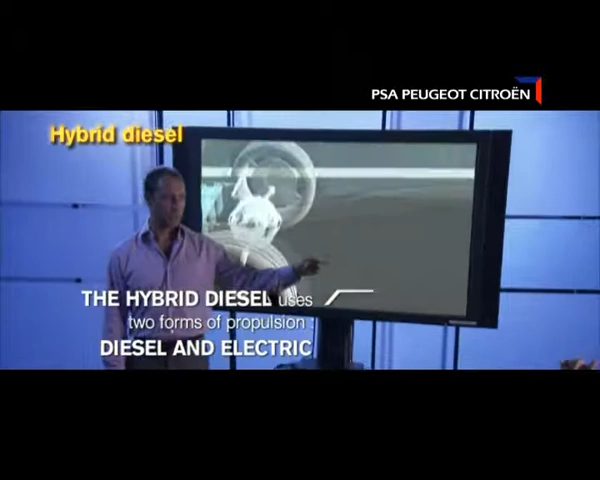 PSA PEUGEOT CITROËN
Hybrid diesel
THE HYBRID DIESEL uses
two forms of propulsion :
DIESEL AND ELECTRIC